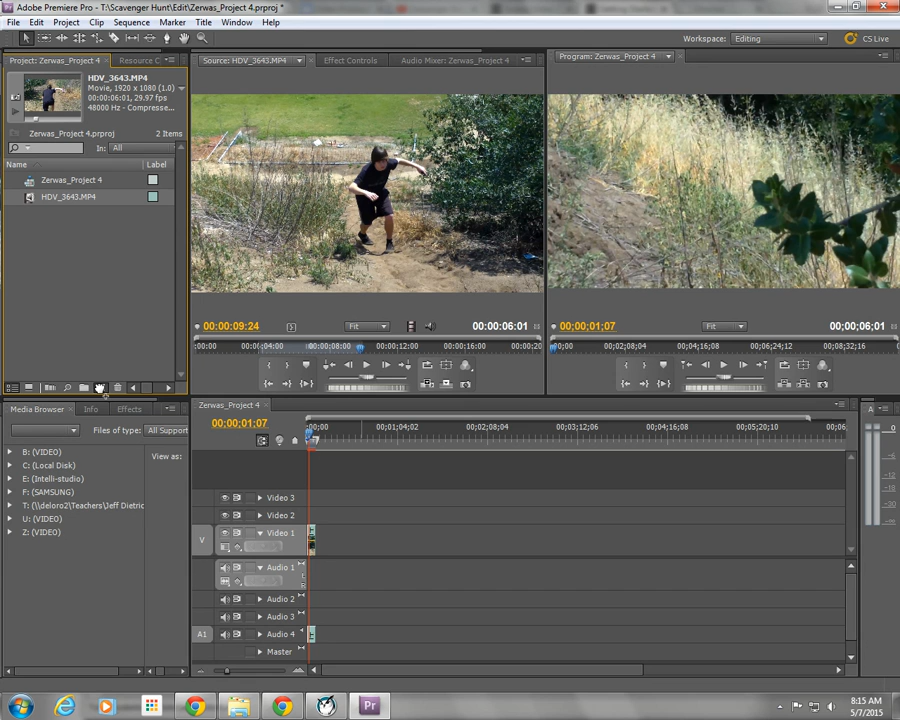 Adobe Premiere Pro - T:\Scavenger Hunt\Edit\Zerwas_Project 4.prproj *
File Edit Project Clip Sequence Marker Title Window Help
Workspace: Editing CS Live
Project: Zerwas_Project 4 Resource C
Source: HDV_3643.MP4 Effect Controls Audio Mixer: Zerwas_Project 4
Program: Zerwas_Project 4
HDV_3643.MP4
Movie, 1920 x 1080 (1.0)
00:00:06:01, 29.97 fps
48000 Hz - Compresse...
Zerwas_Project 4.prproj 2 Items
In: All
Name Label
Zerwas_Project 4
HDV_3643.MP4
00:00:09:24 Fit 00:00:06:01
00;00;01;07 Fit 00;00;06;01
:00:00 00:00:04:00 00:00:08:00 00:00:12:00 00:00:16:00 00:00:20
;00;00 00;02;08;04 00;04;16;08 00;06;24;12 00;08;32;16
Media Browser Info Effects
Files of type: All Support
View as:
B: (VIDEO)
C: (Local Disk)
E: (Intelli-studio)
F: (SAMSUNG)
T: (\\deloro2\Teachers\Jeff Dietric
U: (VIDEO)
Z: (VIDEO)
Zerwas_Project 4
00;00;01;07
;00;00 00;01;04;02 00;02;08;04 00;03;12;06 00;04;16;08 00;05;20;10 00;06;
Video 3
Video 2
V Video 1
Audio 1
Audio 2
Audio 3
A1 Audio 4
Master
A
0
-6
-12
-18
-30
8:15 AM
5/7/2015